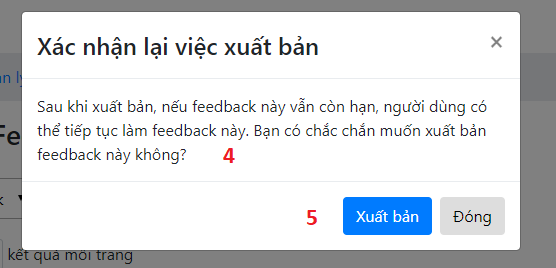 Xác nhận lại việc xuất bản ×
Sau khi xuất bản, nếu feedback này vẫn còn hạn, người dùng có
thể tiếp tục làm feedback này. Bạn có chắc chắn muốn xuất bản
feedback này không? 4
5 Xuất bản Đóng
kết quả mỗi trang